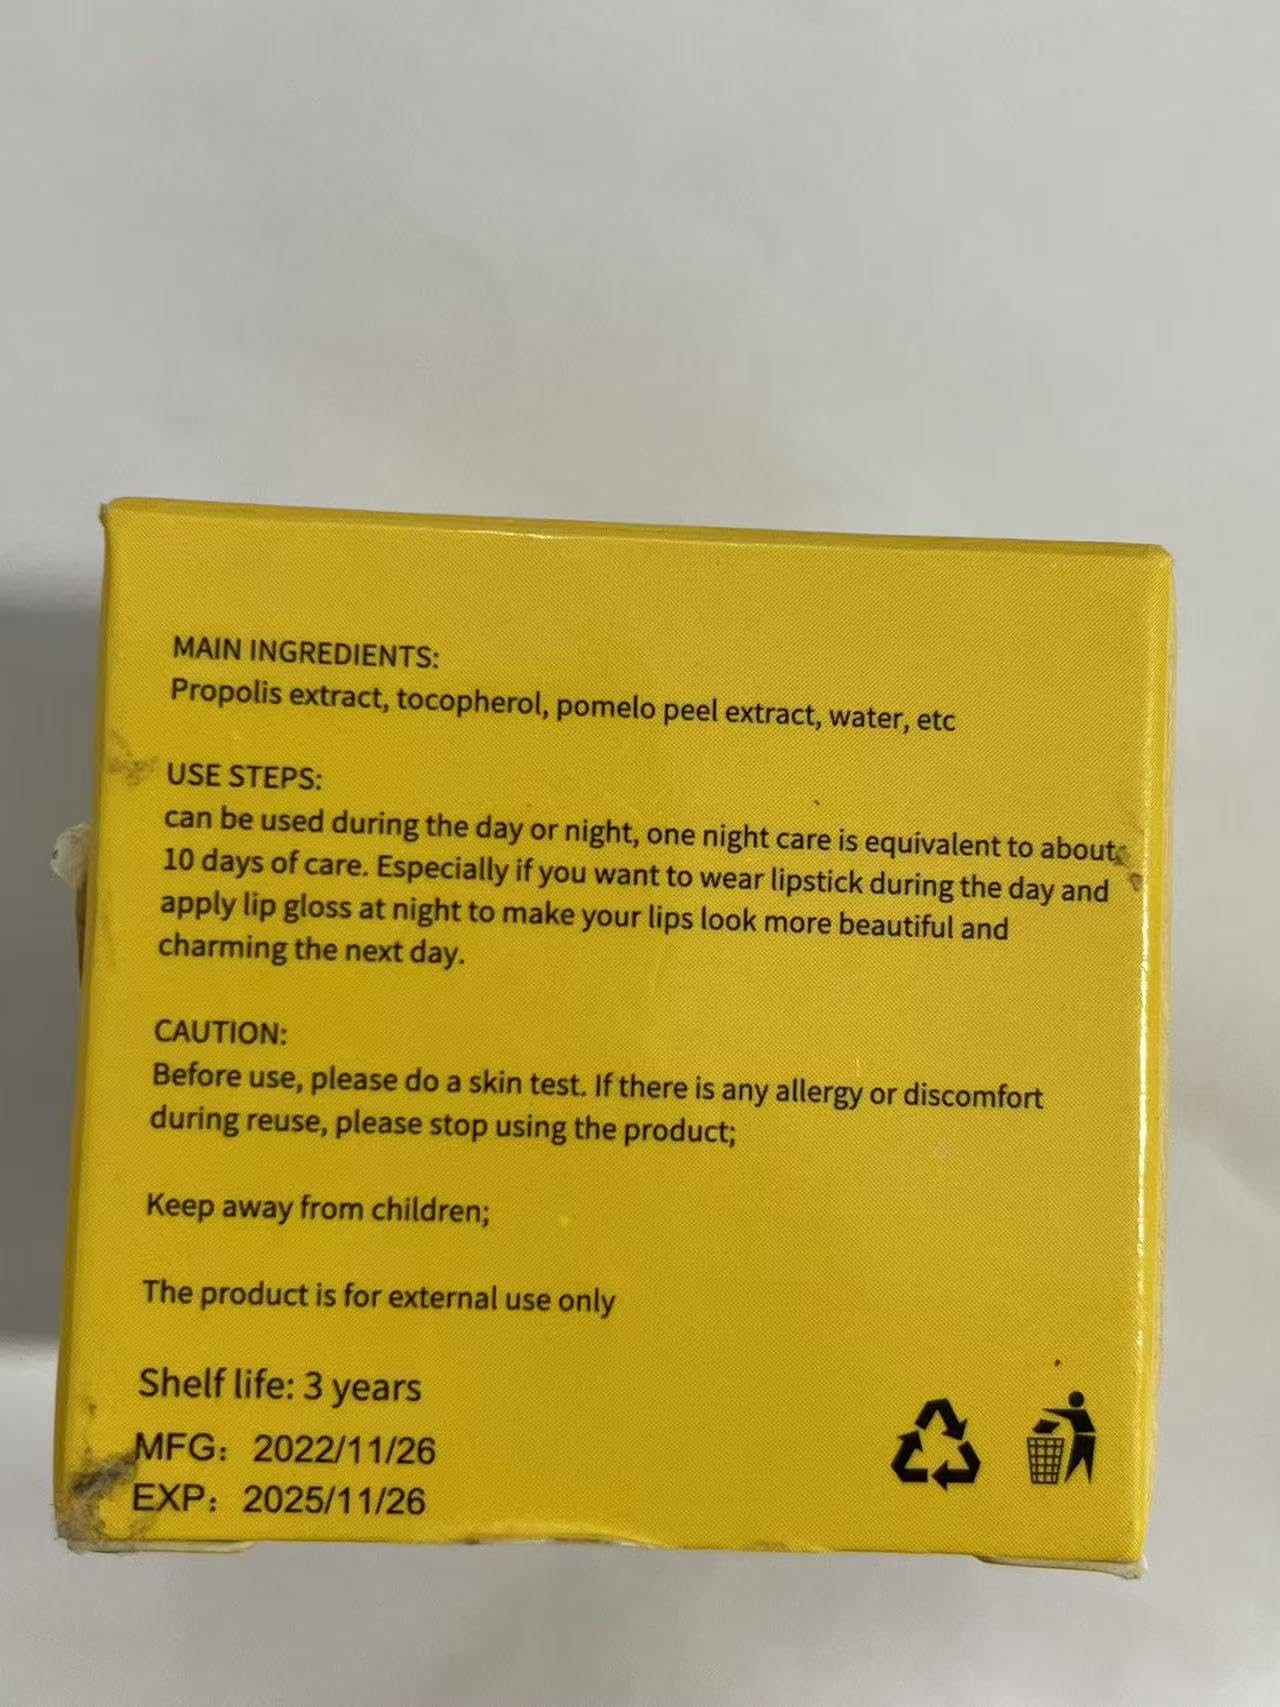 MAIN INGREDIENTS:
Propolis extract, tocopherol, pomelo peel extract, water, etc
USE STEPS:
can be used during the day or night, one night care is equivalent to about
10 days of care. Especially if you want to wear lipstick during the day and
apply lip gloss at night to make your lips look more beautiful and
charming the next day.
CAUTION:
Before use, please do a skin test. If there is any allergy or discomfort
during reuse, please stop using the product;
Keep away from children;
The product is for external use only
Shelf life: 3 years
MFG: 2022/11/26
EXP: 2025/11/26